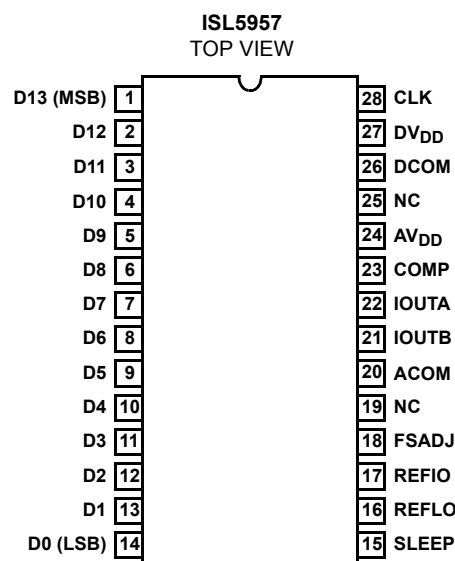 ISL5957
TOP VIEW
D13 (MSB) 1 28 CLK
D12 2 27 DVDD
D11 3 26 DCOM
D10 4 25 NC
D9 5 24 AVDD
D8 6 23 COMP
D7 7 22 IOUTA
D6 8 21 IOUTB
D5 9 20 ACOM
D4 10 19 NC
D3 11 18 FSADJ
D2 12 17 REFIO
D1 13 16 REFLO
D0 (LSB) 14 15 SLEEP